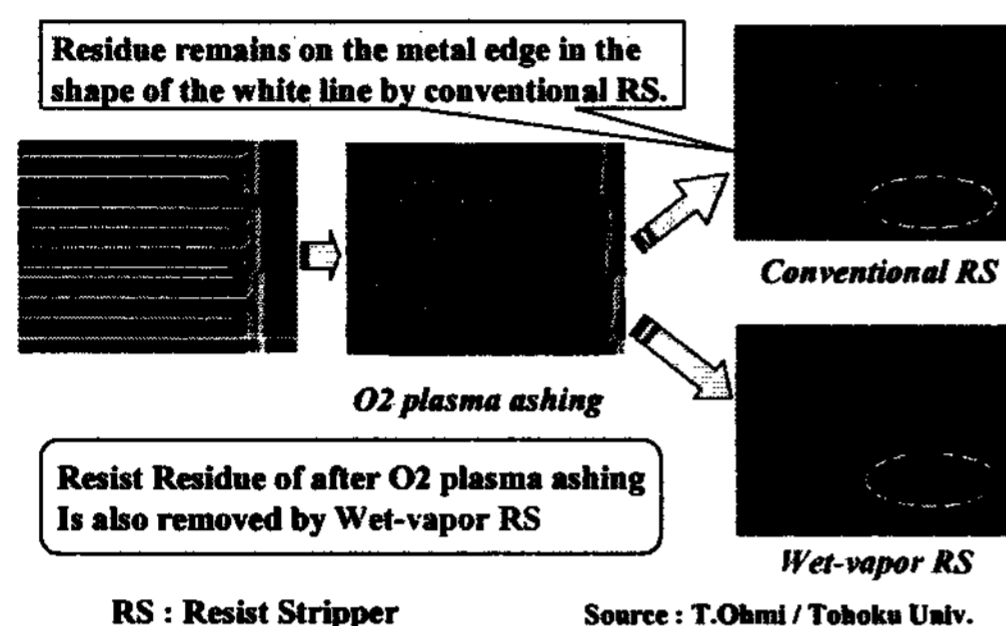 Residue remains on the metal edge in the
shape of the white line by conventional RS.
Conventional RS
O2 plasma ashing
Resist Residue of after O2 plasma ashing
Is also removed by Wet-vapor RS
Wet-vapor RS
RS : Resist Stripper
Source : T.Ohmi / Tohoku Univ.